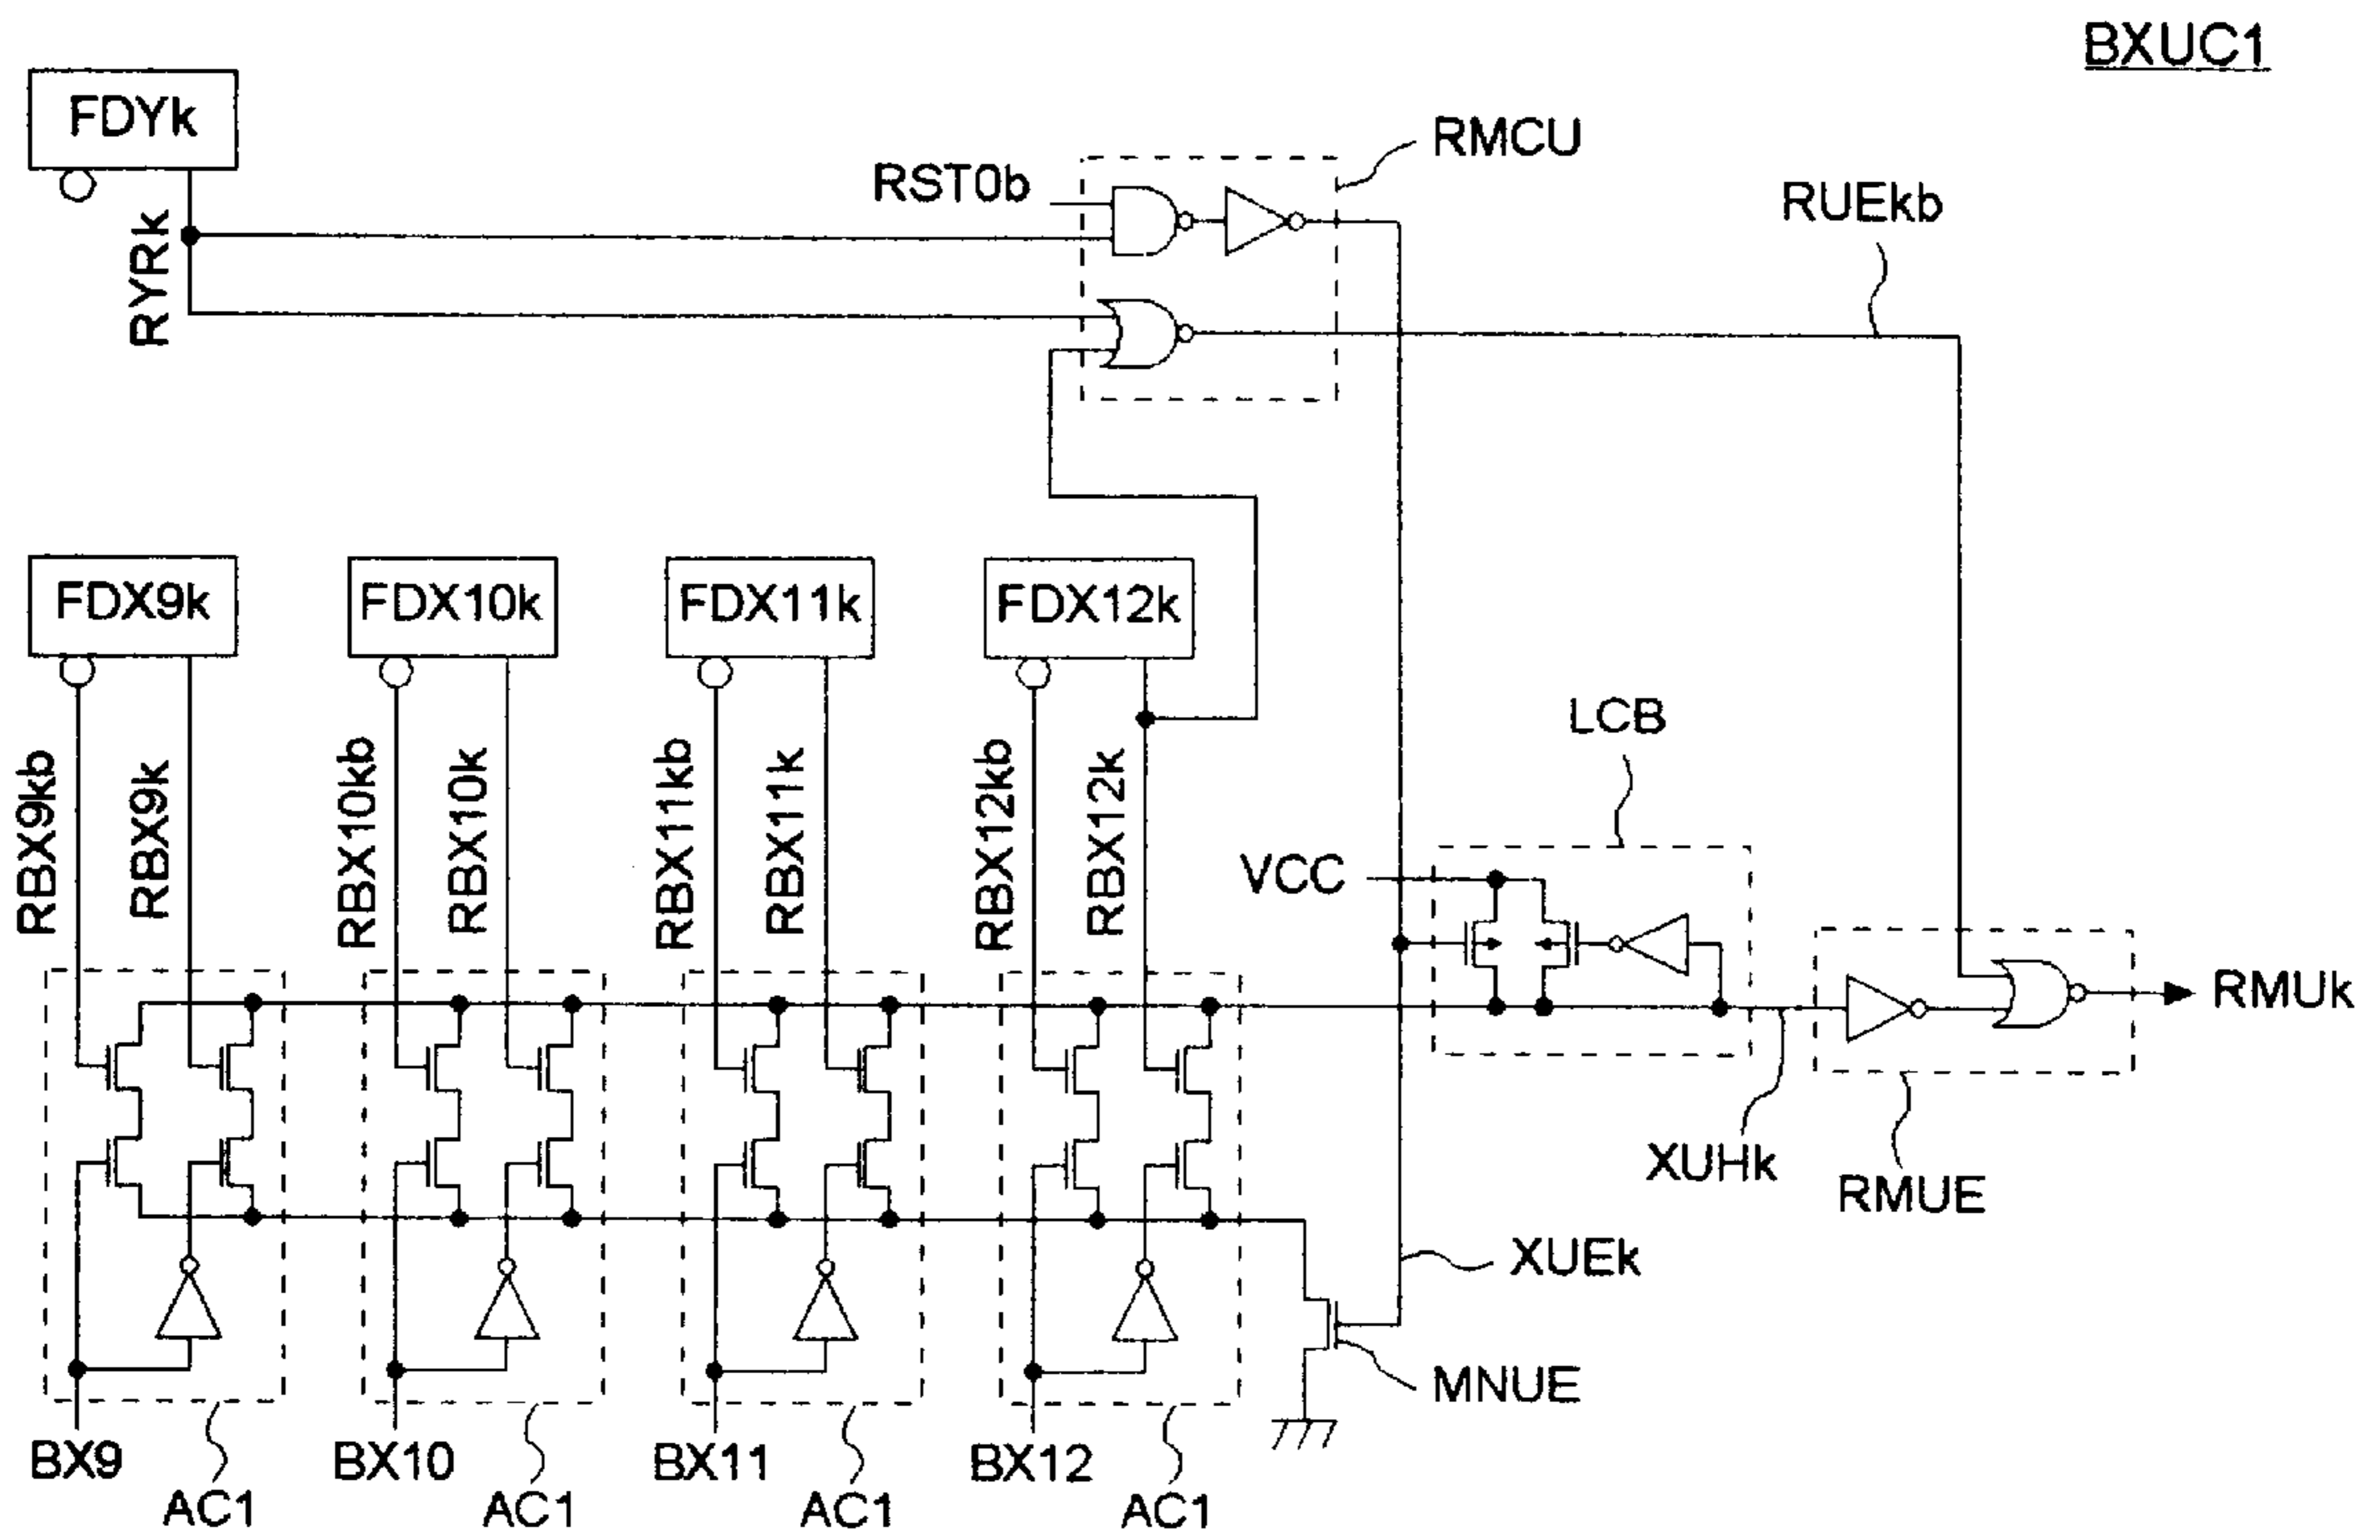 BXUC1
FDYk
RMCU
RST0b
RUEkb
RYRk
FDX9k
FDX10k
FDX11k
FDX12k
LCB
RBX9kb
RBX9k
RBX10kb
RBX10k
RBX11kb
RBX11k
RBX12kb
RBX12k
VCC
RMUk
XUHk
RMUE
XUEk
MNUE
BX9
BX10
BX11
BX12
AC1
AC1
AC1
AC1